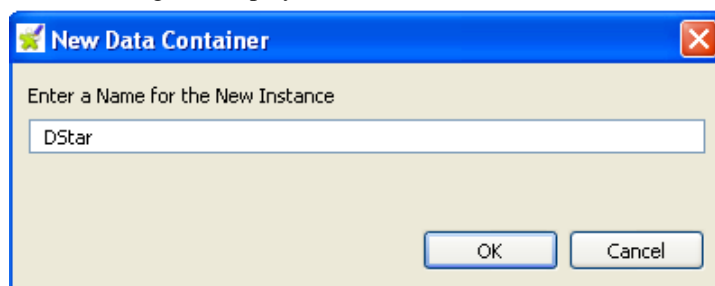 New Data Container
Enter a Name for the New Instance
DStar
OK
Cancel